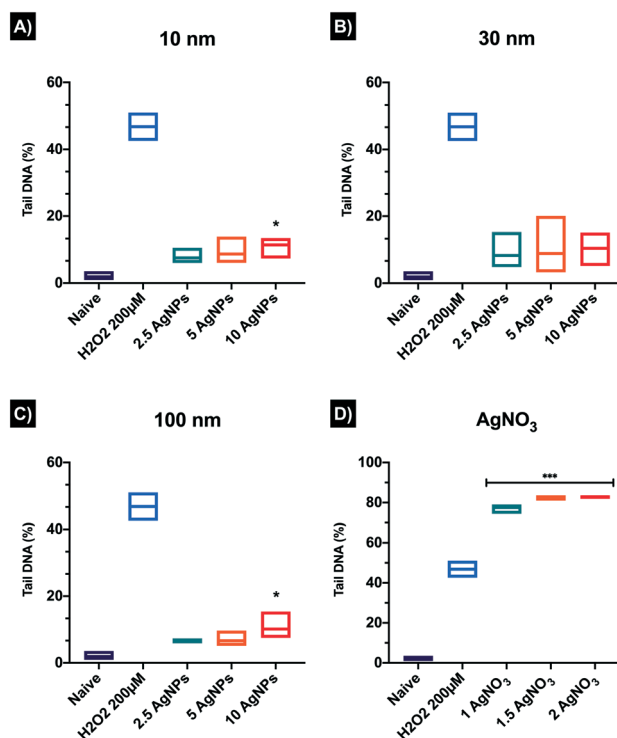 A)
10 nm
Tail DNA (%)
60
40
20
0
*
Naive
H2O2 200µM
2.5 AgNPs
5 AgNPs
10 AgNPs
B)
30 nm
Tail DNA (%)
60
40
20
0
Naive
H2O2 200µM
2.5 AgNPs
5 AgNPs
10 AgNPs
C)
100 nm
Tail DNA (%)
60
40
20
0
*
Naive
H2O2 200µM
2.5 AgNPs
5 AgNPs
10 AgNPs
D)
AgNO₃
Tail DNA (%)
100
80
60
40
20
0
***
Naive
H2O2 200µM
1 AgNO₃
1.5 AgNO₃
2 AgNO₃